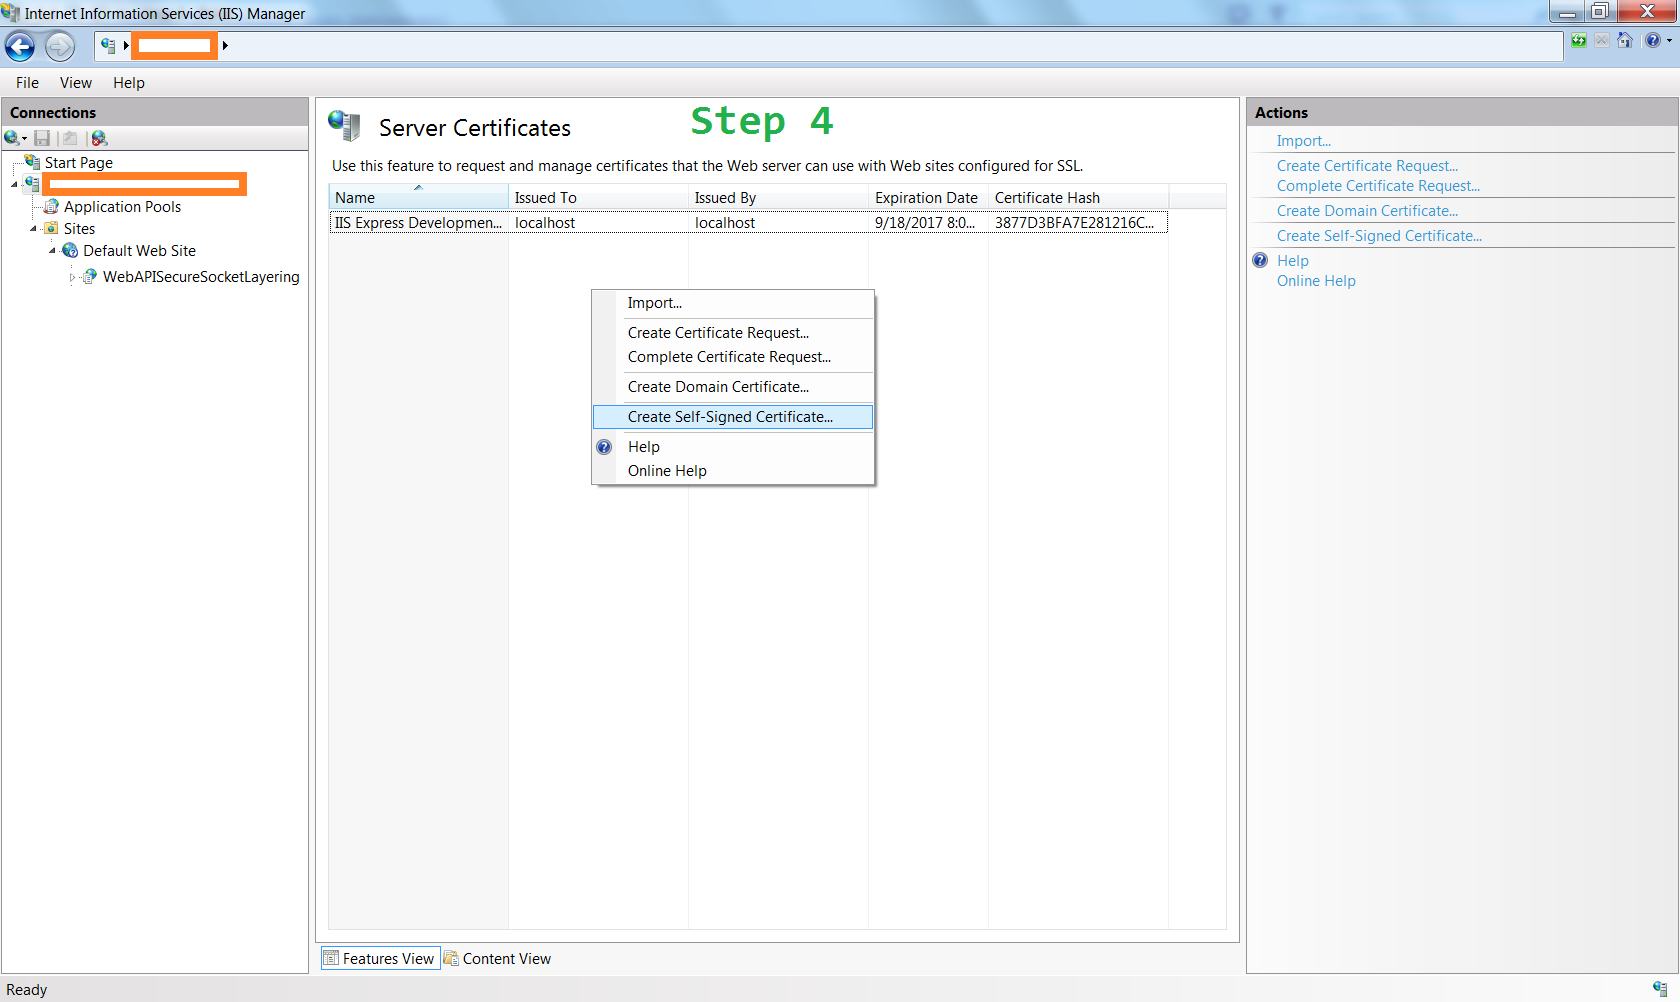 Internet Information Services (IIS) Manager
File View Help
Connections
Start Page
Application Pools
Sites
Default Web Site
WebAPISecureSocketLayering
Server Certificates
Step 4
Use this feature to request and manage certificates that the Web server can use with Web sites configured for SSL.
Name Issued To Issued By Expiration Date Certificate Hash
IIS Express Developmen... localhost localhost 9/18/2017 8:0... 3877D3BFA7E281216C...
Import...
Create Certificate Request...
Complete Certificate Request...
Create Domain Certificate...
Create Self-Signed Certificate...
Help
Online Help
Features View Content View
Actions
Import...
Create Certificate Request...
Complete Certificate Request...
Create Domain Certificate...
Create Self-Signed Certificate...
Help
Online Help
Ready